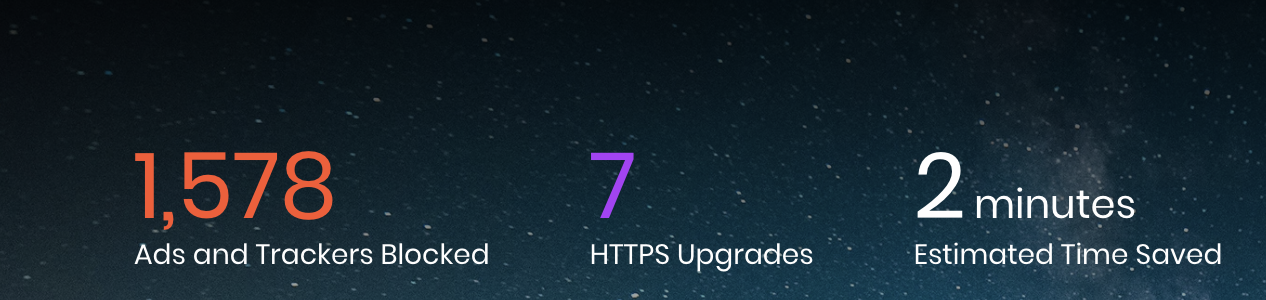 1,578 7 2 minutes
Ads and Trackers Blocked HTTPS Upgrades Estimated Time Saved